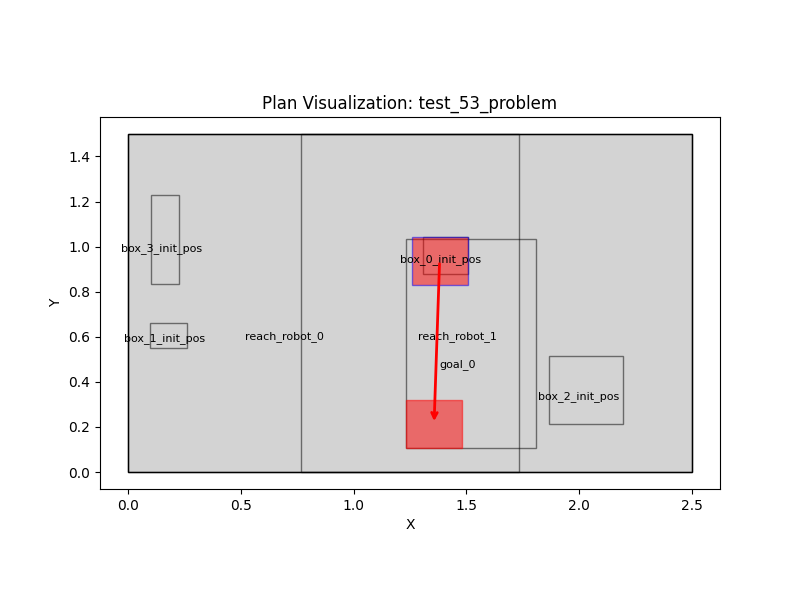 Plan Visualization: test_53_problem
1.4
1.2
1.0
0.8
0.6
0.4
0.2
0.0
Y
box_3_init_pos
box_0_init_pos
box_1_init_pos
reach_robot_0
reach_robot_1
goal_0
box_2_init_pos
0.0
0.5
1.0
1.5
2.0
2.5
X